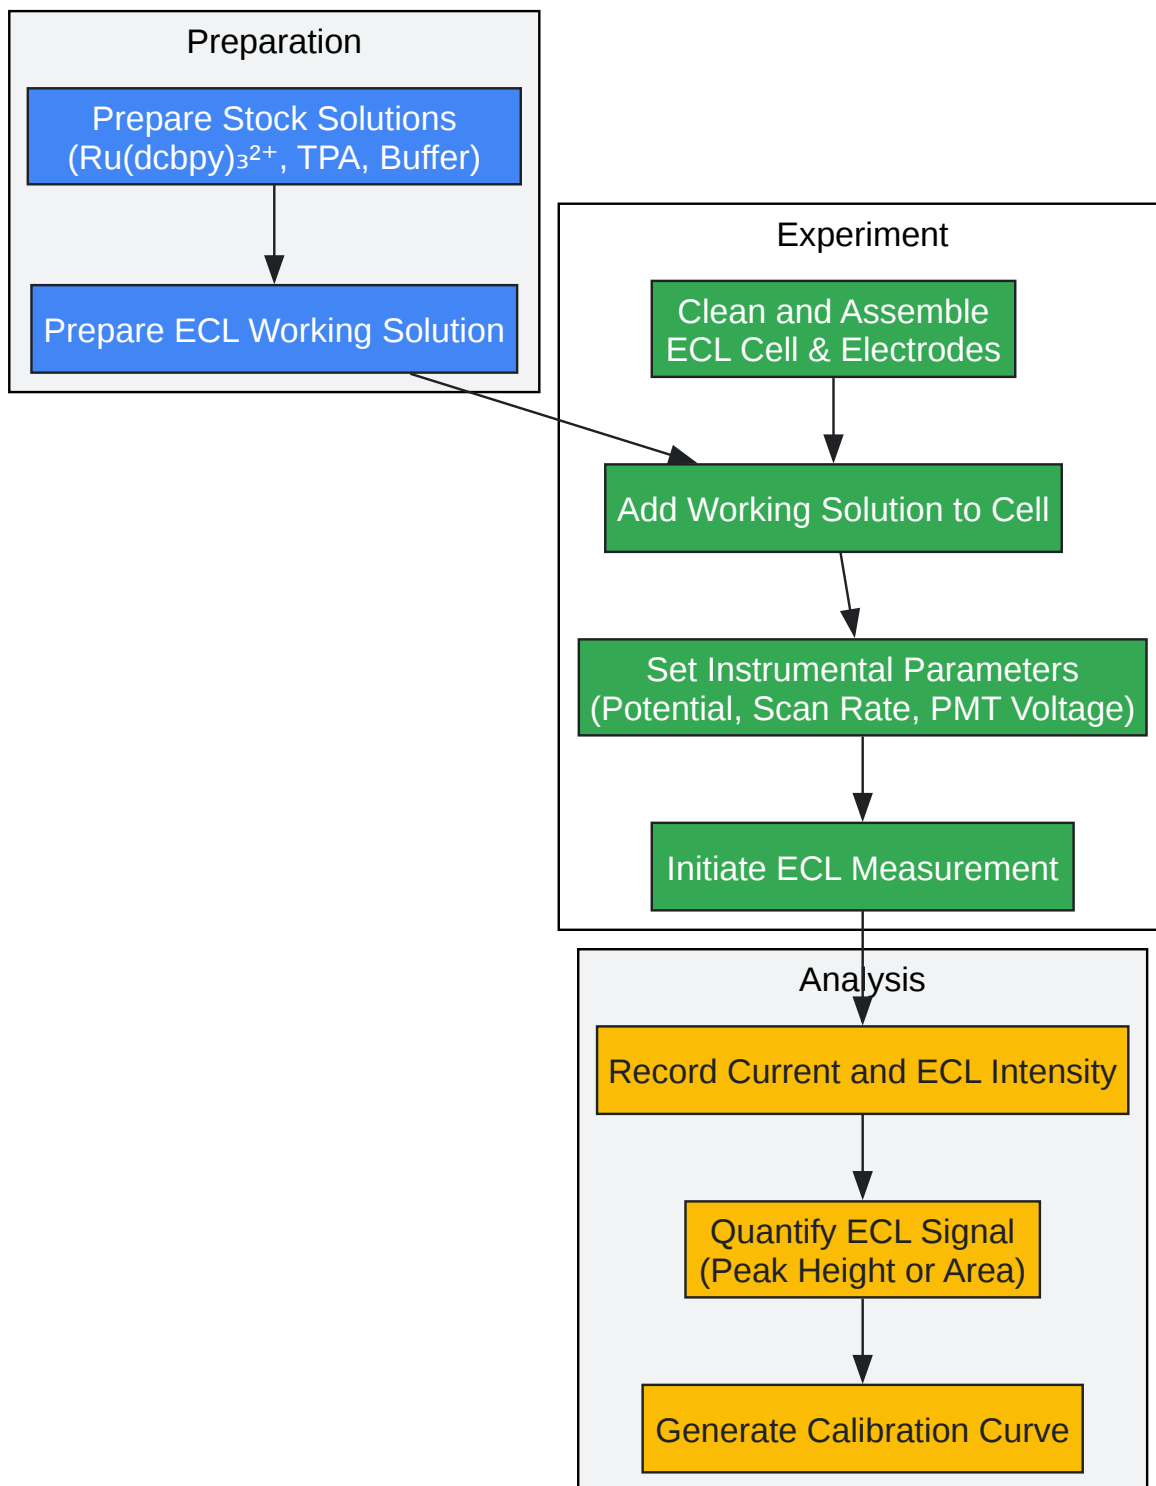 Preparation
Prepare Stock Solutions
(Ru(dcbpy)₃²⁺, TPA, Buffer)
Prepare ECL Working Solution
Experiment
Clean and Assemble
ECL Cell & Electrodes
Add Working Solution to Cell
Set Instrumental Parameters
(Potential, Scan Rate, PMT Voltage)
Initiate ECL Measurement
Analysis
Record Current and ECL Intensity
Quantify ECL Signal
(Peak Height or Area)
Generate Calibration Curve